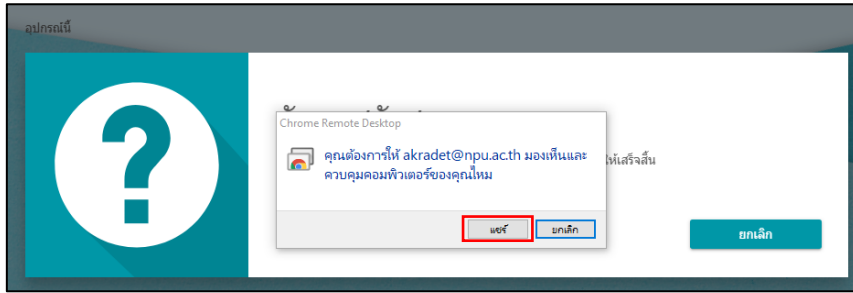 อุปกรณ์นี้
Chrome Remote Desktop
คุณต้องการให้ akradet@npu.ac.th มองเห็นและ
ควบคุมคอมพิวเตอร์ของคุณไหม
ให้เสร็จสิ้น
แชร์
ยกเลิก
ยกเลิก